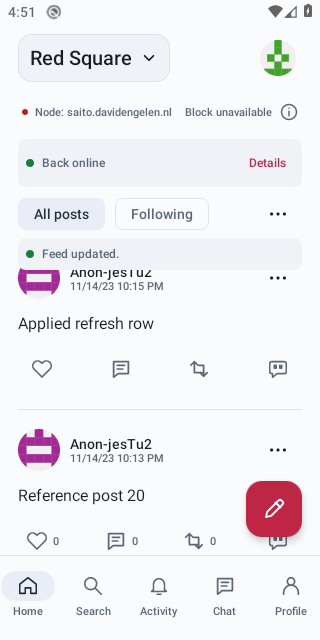 4:51
Red Square
Node: saito.davidengelen.nl Block unavailable
Back online Details
All posts Following
Feed updated.
Anon-jesTu2
11/14/23 10:15 PM
Applied refresh row
Anon-jesTu2
11/14/23 10:13 PM
Reference post 20
0 0 0
Home Search Activity Chat Profile